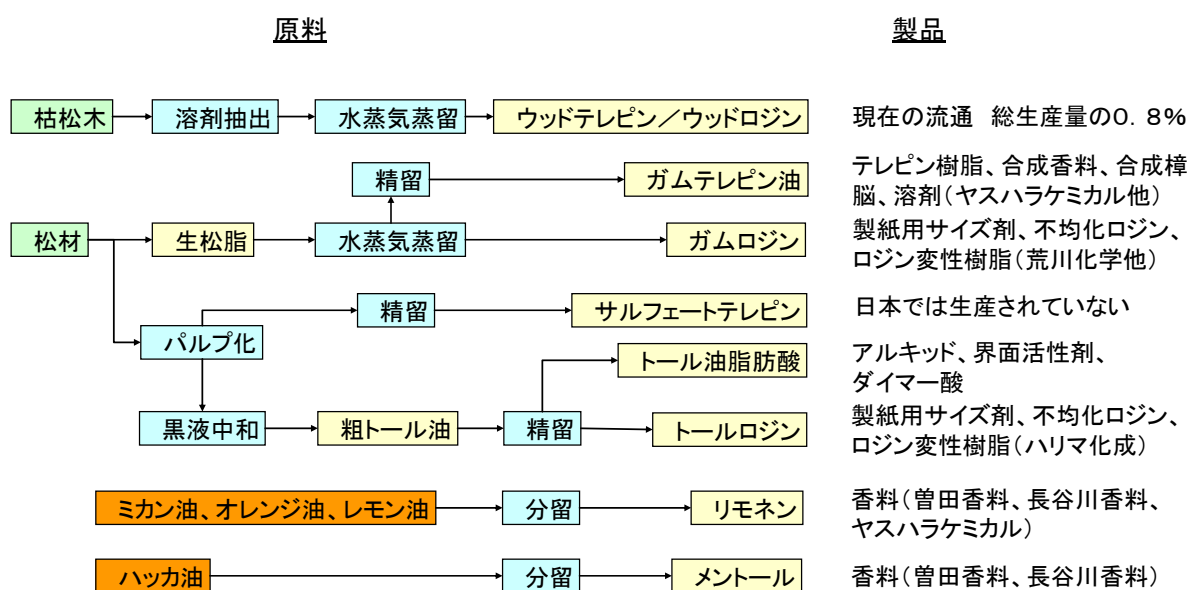 原料
製品
枯松木
溶剤抽出
水蒸気蒸留
ウッドテレピン／ウッドロジン
現在の流通　総生産量の0．8％
精留
ガムテレピン油
テレピン樹脂、合成香料、合成樟
脳、溶剤（ヤスハラケミカル他）
松材
生松脂
水蒸気蒸留
ガムロジン
製紙用サイズ剤、不均化ロジン、
ロジン変性樹脂（荒川化学他）
精留
サルフェートテレピン
日本では生産されていない
パルプ化
トール油脂肪酸
アルキッド、界面活性剤、
ダイマー酸
黒液中和
粗トール油
精留
トールロジン
製紙用サイズ剤、不均化ロジン、
ロジン変性樹脂（ハリマ化成）
ミカン油、オレンジ油、レモン油
分留
リモネン
香料（曽田香料、長谷川香料、
ヤスハラケミカル）
ハッカ油
分留
メントール
香料（曽田香料、長谷川香料）